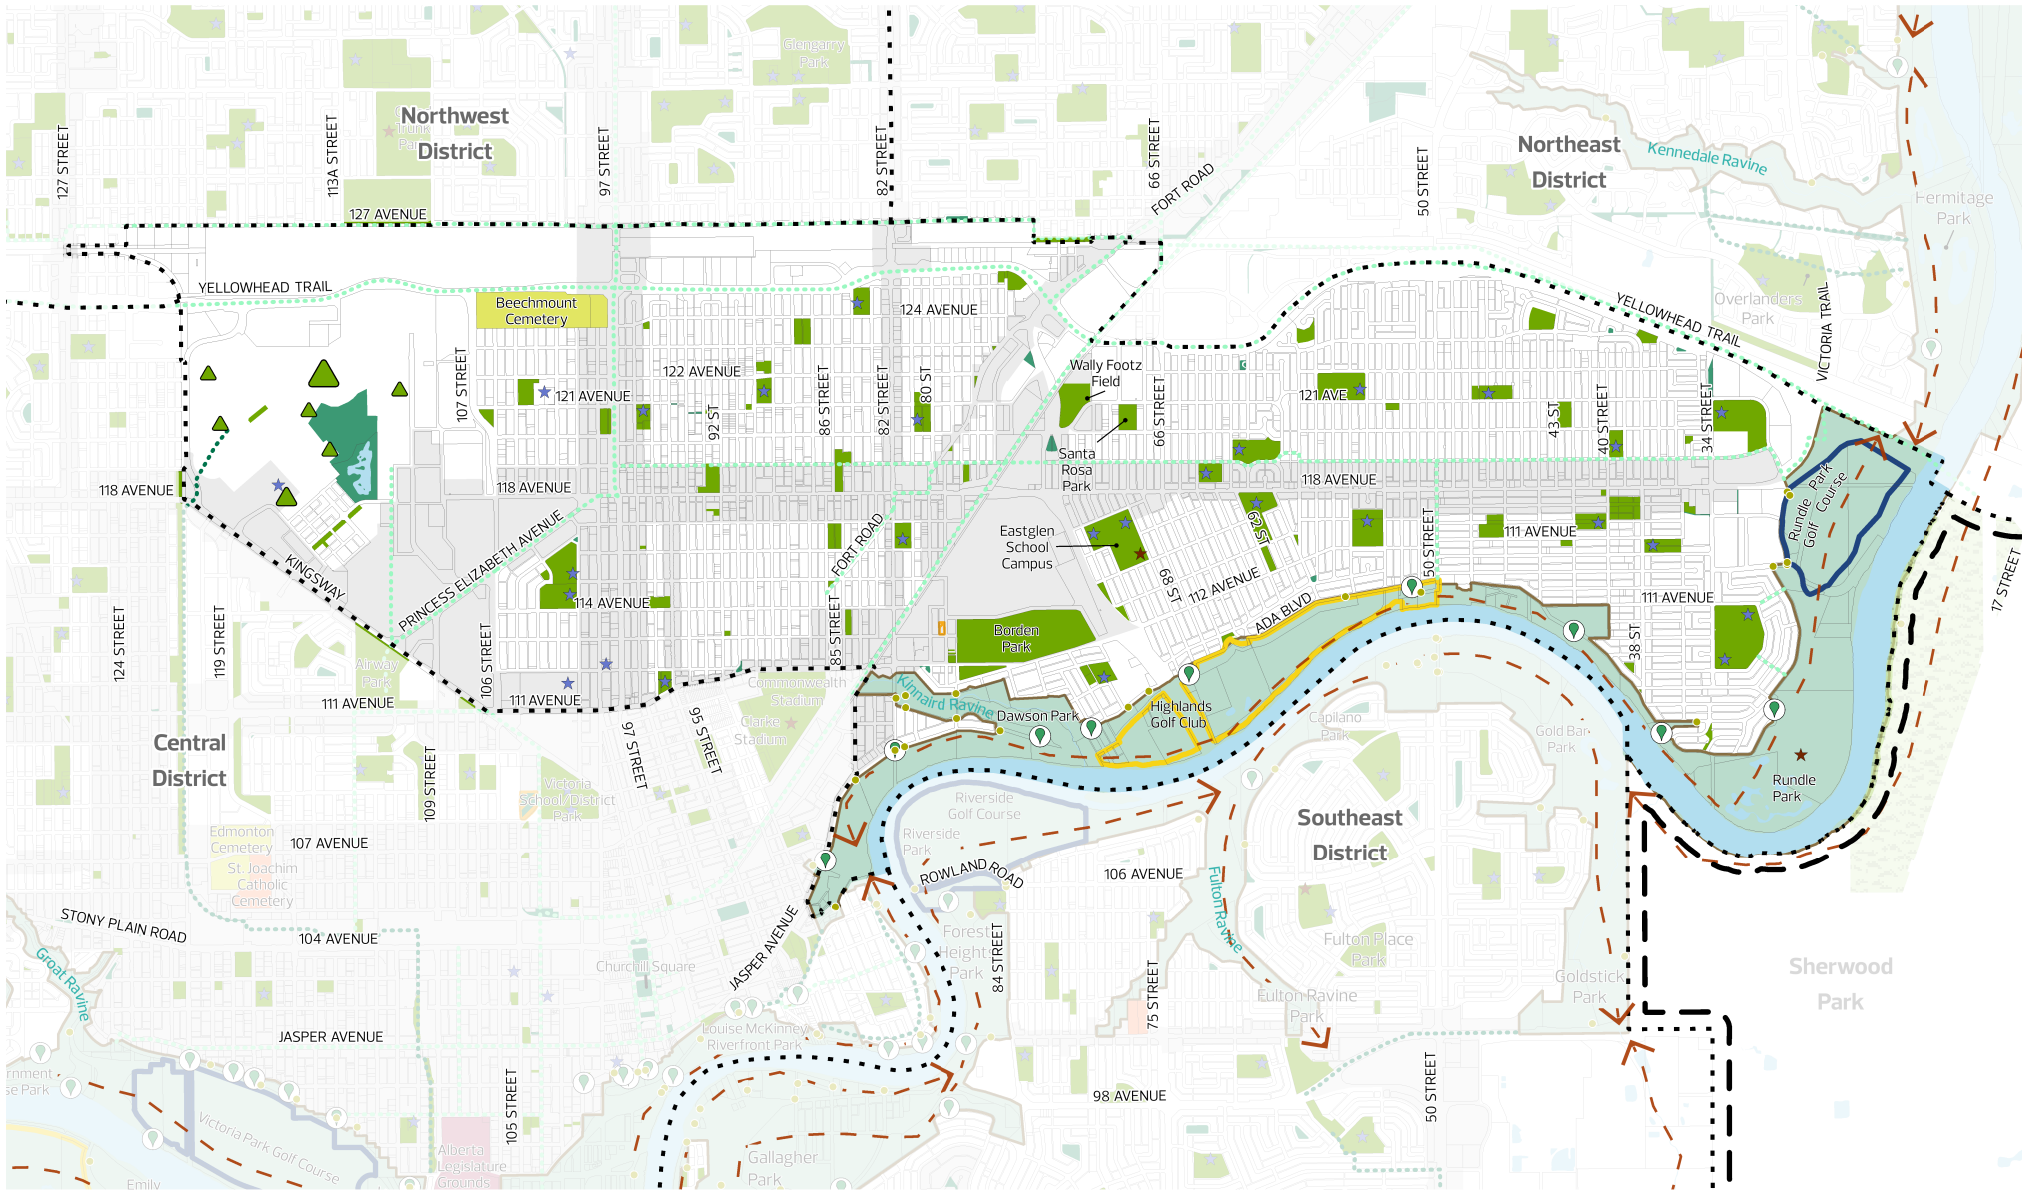 Glengarry
Park
Northwest
District
Trunk
Northeast
District
Kennedale Ravine
Hermitage
Park
127 STREET
113A STREET
97 STREET
82 STREET
66 STREET
FORT ROAD
50 STREET
127 AVENUE
YELLOWHEAD TRAIL
Beechmount
Cemetery
124 AVENUE
Overlanders
Park
YELLOWHEAD TRAIL
VICTORIA TRAIL
107 STREET
122 AVENUE
121 AVENUE
92 ST
86 STREET
82 STREET
80 ST
Wally Footz
Field
66 STREET
121 AVE
43 ST
40 STREET
34 STREET
Santa
Rosa
Park
118 AVENUE
118 AVENUE
118 AVENUE
Rundle Park
Golf Course
KINGSWAY
PRINCESS ELIZABETH AVENUE
FORT ROAD
Eastglen
School
Campus
62 ST
50 STREET
111 AVENUE
17 STREET
68 ST
112 AVENUE
114 AVENUE
124 STREET
119 STREET
106 STREET
85 STREET
Borden
Park
ADA BLVD
111 AVENUE
38 ST
Airway
Park
111 AVENUE
111 AVENUE
Commonwealth
Stadium
Clarke
Stadium
Kinnaird Ravine
Dawson Park
Highlands
Golf Club
Capilano
Park
Gold Bar
Park
Central
District
97 STREET
95 STREET
109 STREET
Victoria
School/District
Park
Rundle
Park
Riverside
Golf Course
Riverside
Park
Southeast
District
Edmonton
Cemetery
107 AVENUE
St. Joachim
Catholic
Cemetery
ROWLAND ROAD
106 AVENUE
Fulton Ravine
STONY PLAIN ROAD
104 AVENUE
JASPER AVENUE
Forest
Heights
Park
84 STREET
Fulton Place
Park
Groat Ravine
Churchill Square
75 STREET
Fulton Ravine
Park
Goldstick
Park
Sherwood
Park
JASPER AVENUE
Louise McKinney
Riverfront Park
105 STREET
98 AVENUE
50 STREET
Victoria Park Golf Course
Alberta
Legislature
Grounds
Gallagher
Park
Emily